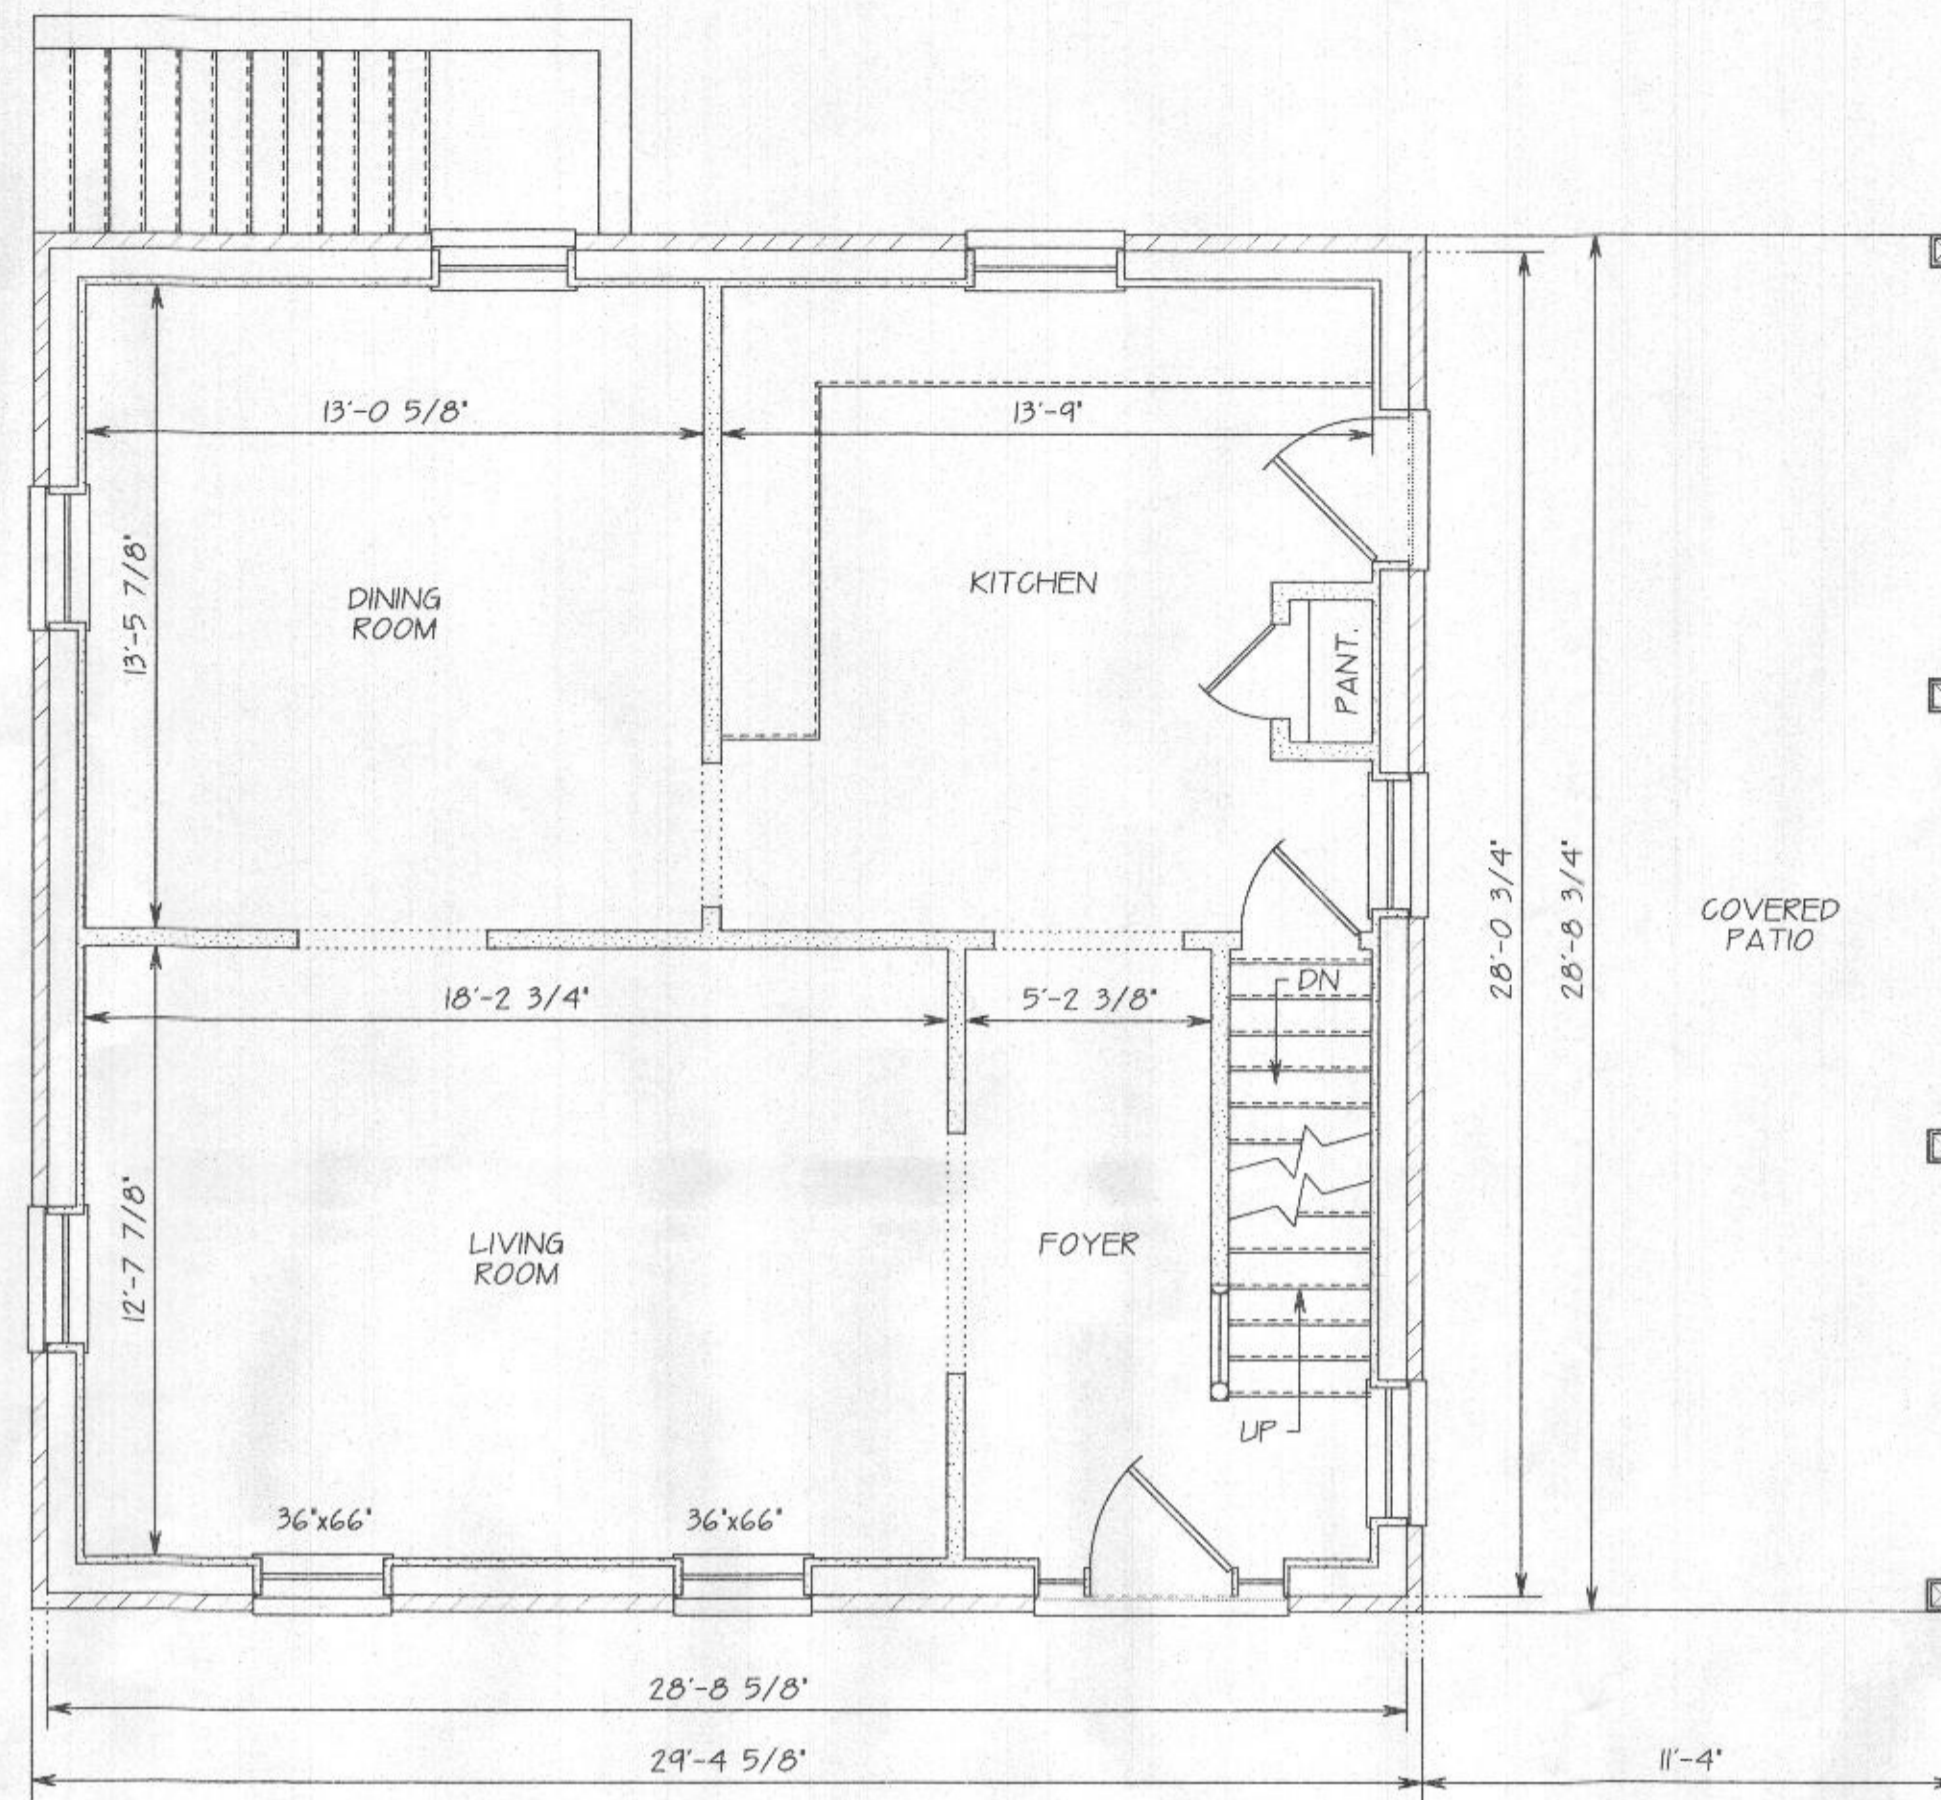 13'-0 5/8"
13'-9"
13'-5 7/8"
DINING
ROOM
KITCHEN
PANT.
28'-0 3/4"
28'-8 3/4"
COVERED
PATIO
18'-2 3/4"
5'-2 3/8"
DN
12'-7 7/8"
LIVING
ROOM
FOYER
UP
36"x66"
36"x66"
28'-8 5/8"
29'-4 5/8"
11'-4"